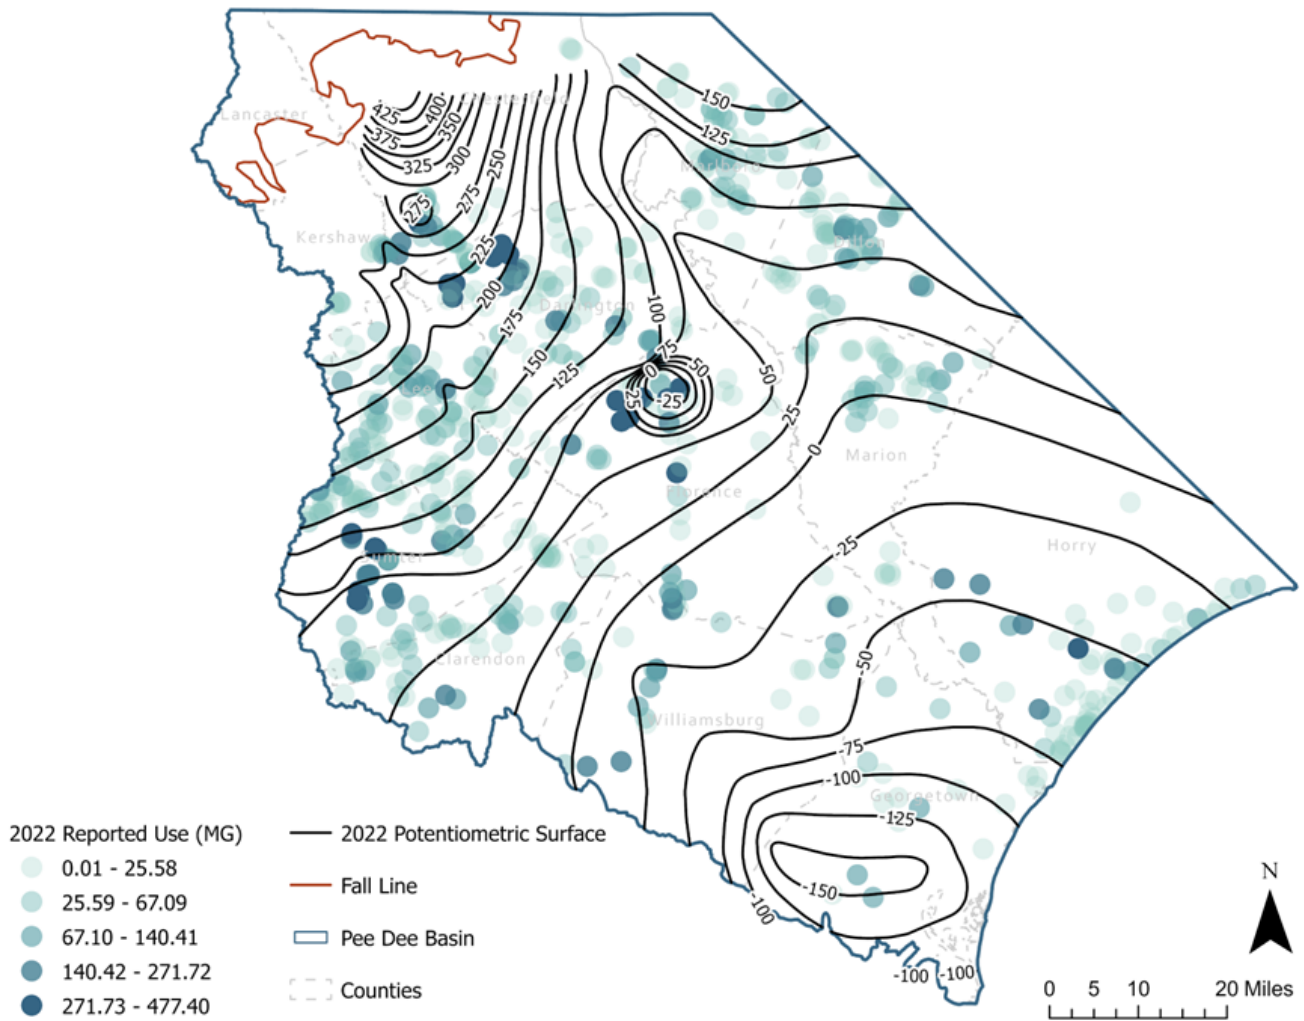 150
425
400
Chesterfield
Lancaster
350
125
375
300
250
325
Marlboro
275
275
Kershaw
225
Dillon
200
100
Darlington
175
75
150
50
0
50
125
Lee
25
-25
25
0
Marion
Florence
-25
Horry
Sumter
-50
Clarendon
Williamsburg
-75
-100
Georgetown
-125
-150
-100
-100
-100
2022 Reported Use (MG)
0.01 - 25.58
25.59 - 67.09
67.10 - 140.41
140.42 - 271.72
271.73 - 477.40
2022 Potentiometric Surface
Fall Line
Pee Dee Basin
Counties
N
0 5 10 20 Miles